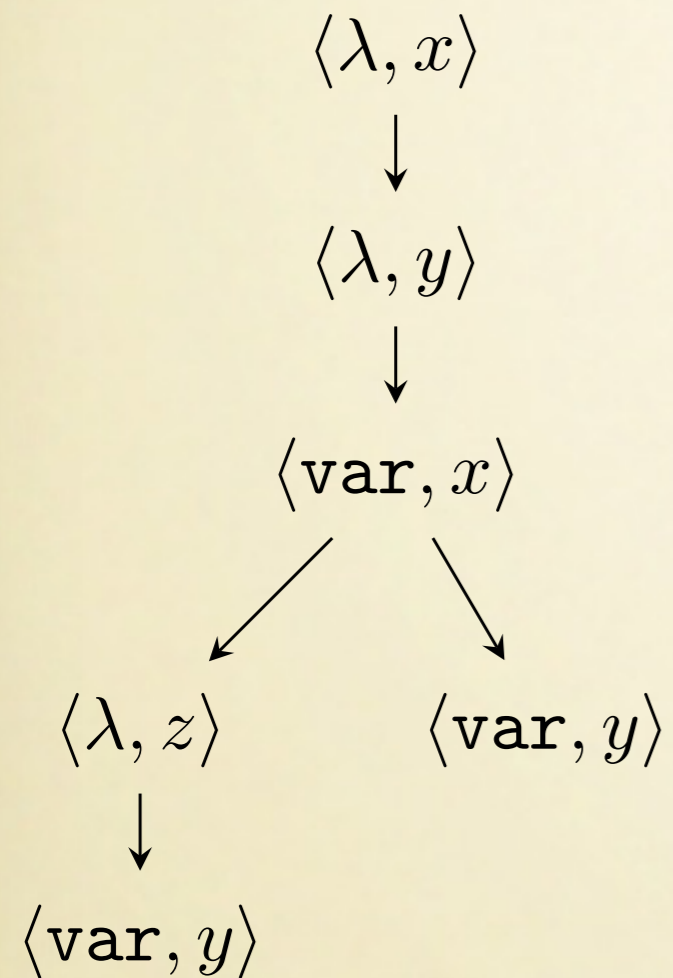 ⟨λ, x⟩
⟨λ, y⟩
⟨var, x⟩
⟨λ, z⟩ ⟨var, y⟩
⟨var, y⟩